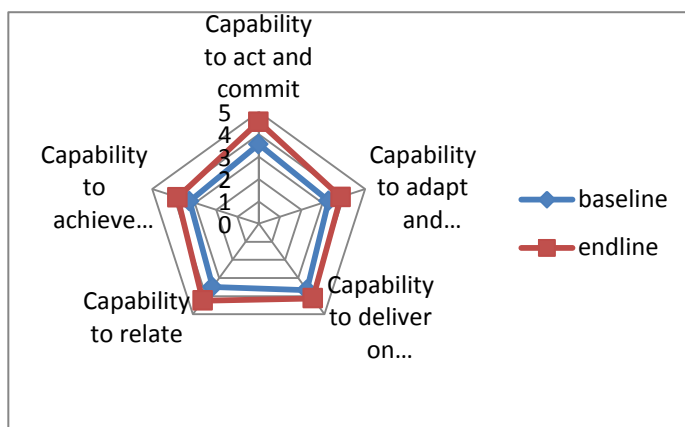 Capability
to act and
commit
5
4
3
2
1
0
Capability
to adapt and
and...
Capability
to deliver
on...
Capability
to relate
Capability
to
achieve...
baseline
endline